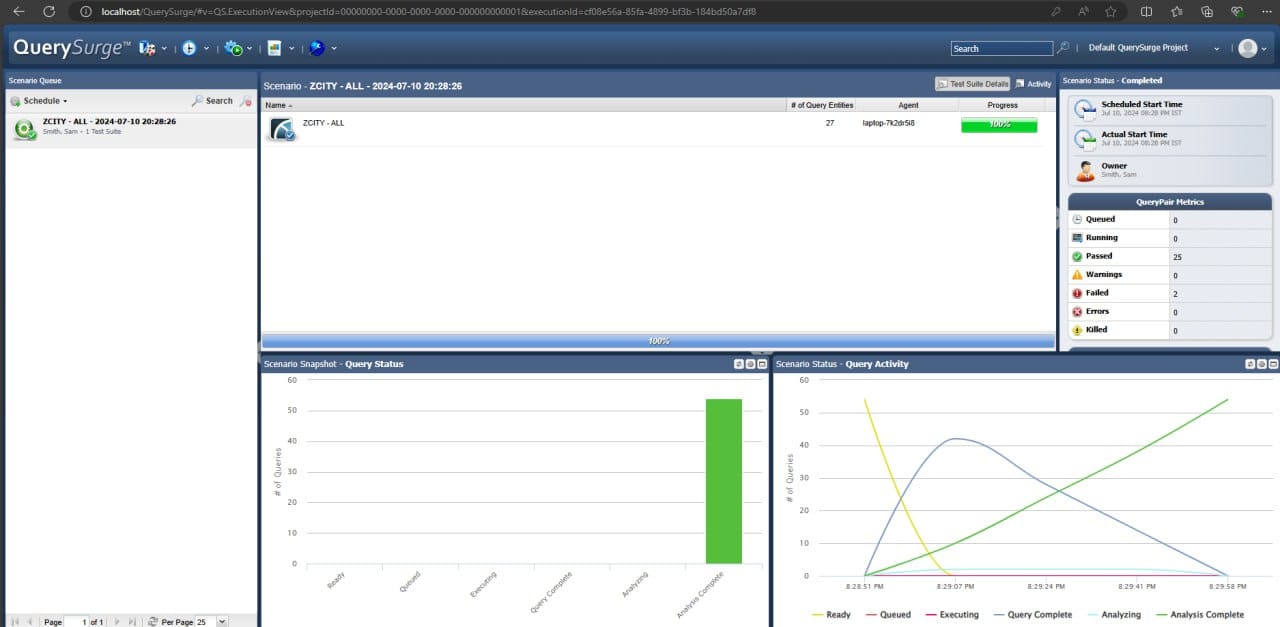 localhost/QuerySurge/#v=QS.ExecutionView&projectId=00000000-0000-0000-0000-000000000001&executionId=cf08e56a-85fa-4899-bf3b-184bd50a7df8
QuerySurge™
Search
Default QuerySurge Project
Scenario Queue
Schedule
Search
ZCITY - ALL - 2024-07-10 20:28:26
Smith, Sam - 1 Test Suite
Page 1 of 1 Per Page 25
Scenario - ZCITY - ALL - 2024-07-10 20:28:26
Test Suite Details Activity
Name # of Query Entities Agent Progress
ZCITY - ALL 27 laptop-7k2dr5i8 100%
100%
Scenario Status - Completed
Scheduled Start Time
Jul 10, 2024 08:28 PM IST
Actual Start Time
Jul 10, 2024 08:28 PM IST
Owner
Smith, Sam
QueryPair Metrics
Queued 0
Running 0
Passed 25
Warnings 0
Failed 2
Errors 0
Killed 0
Scenario Snapshot - Query Status
# of Queries
60
50
40
30
20
10
0
Ready Queued Executing Query Complete Analyzing Analysis Complete
Scenario Status - Query Activity
# of Queries
60
50
40
30
20
10
0
8:28:51 PM 8:29:07 PM 8:29:24 PM 8:29:41 PM 8:29:58 PM
Ready Queued Executing Query Complete Analyzing Analysis Complete